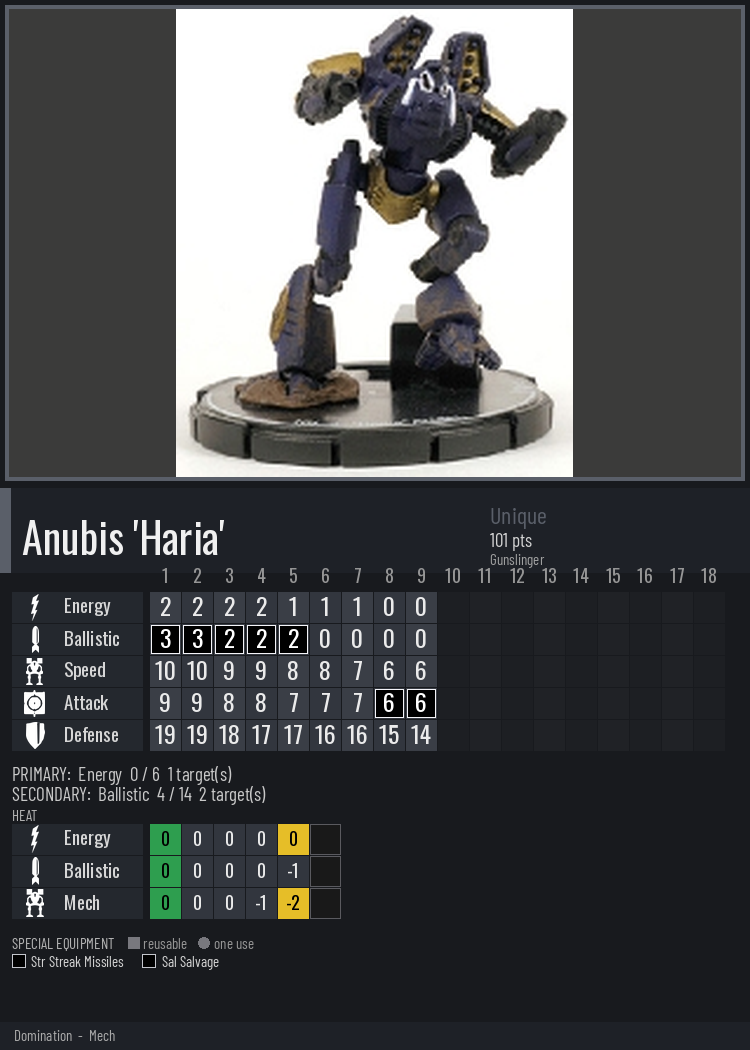 Anubis 'Haria'
Unique
101 pts
Gunslinger
1 2 3 4 5 6 7 8 9 10 11 12 13 14 15 16 17 18
Energy 2 2 2 2 1 1 1 0 0
Ballistic 3 3 2 2 2 0 0 0 0
Speed 10 10 9 9 8 8 7 6 6
Attack 9 9 8 8 7 7 7 6 6
Defense 19 19 18 17 17 16 16 15 14
PRIMARY: Energy 0 / 6 1 target(s)
SECONDARY: Ballistic 4 / 14 2 target(s)
HEAT
Energy 0 0 0 0 0
Ballistic 0 0 0 0 -1
Mech 0 0 0 -1 -2
SPECIAL EQUIPMENT reusable one use
Str Streak Missiles Sal Salvage
Domination - Mech